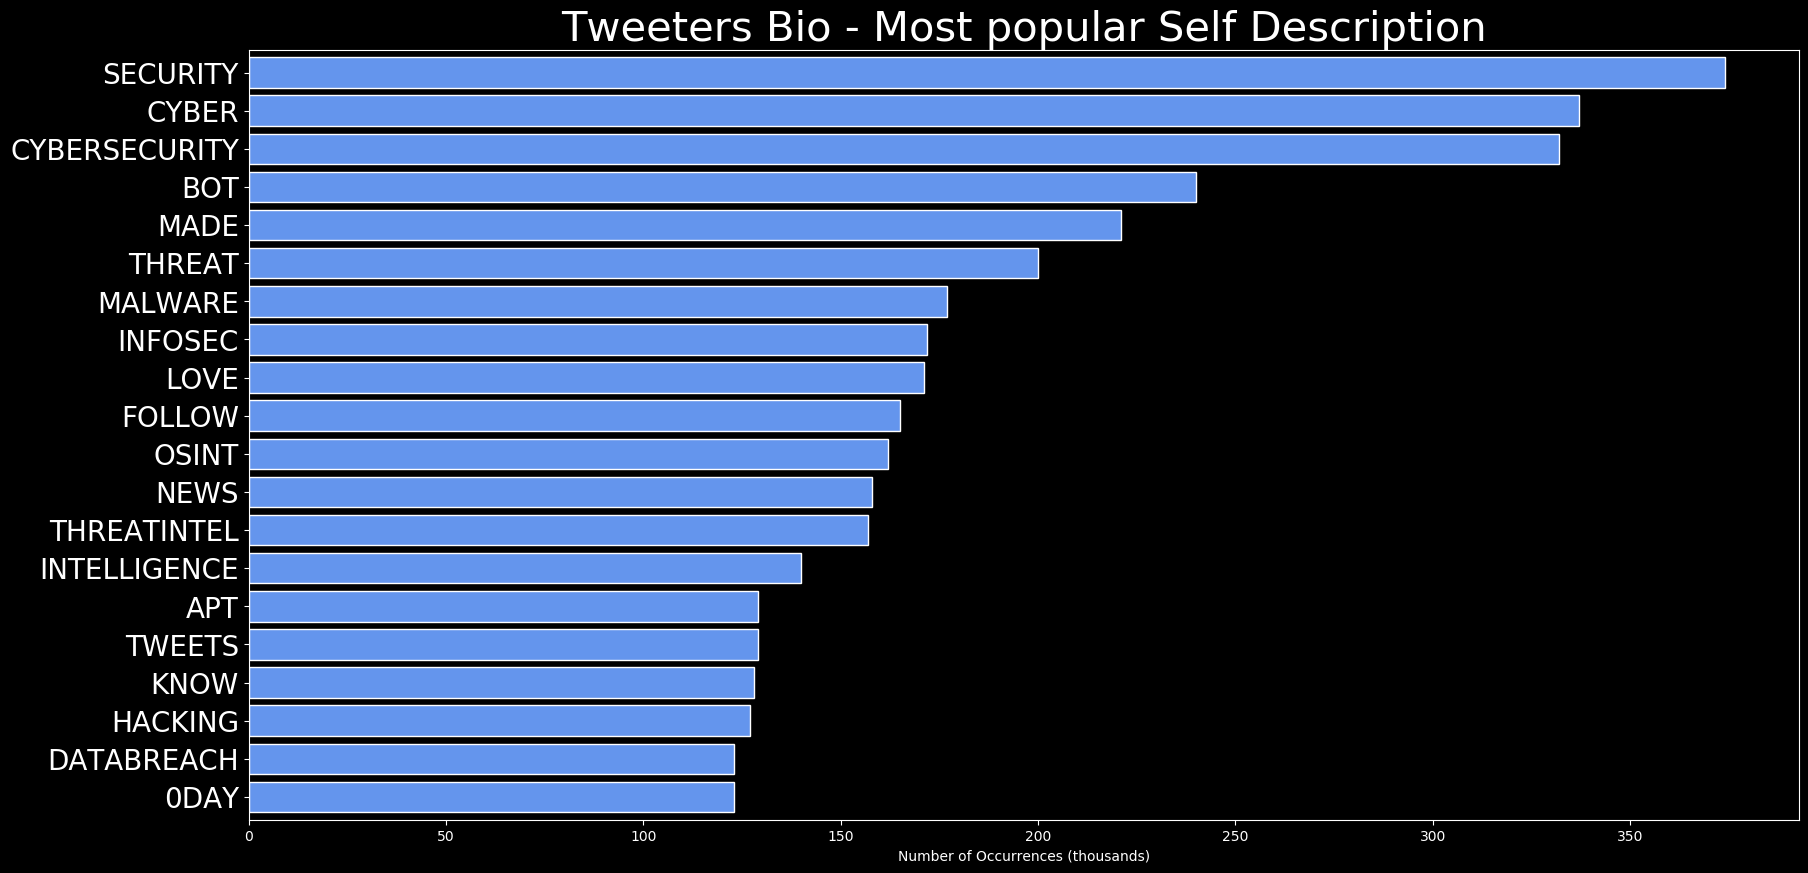 Tweeters Bio - Most popular Self Description
SECURITY
CYBER
CYBERSECURITY
BOT
MADE
THREAT
MALWARE
INFOSEC
LOVE
FOLLOW
OSINT
NEWS
THREATINTEL
INTELLIGENCE
APT
TWEETS
KNOW
HACKING
DATABREACH
0DAY
0 50 100 150 200 250 300 350
Number of Occurrences (thousands)